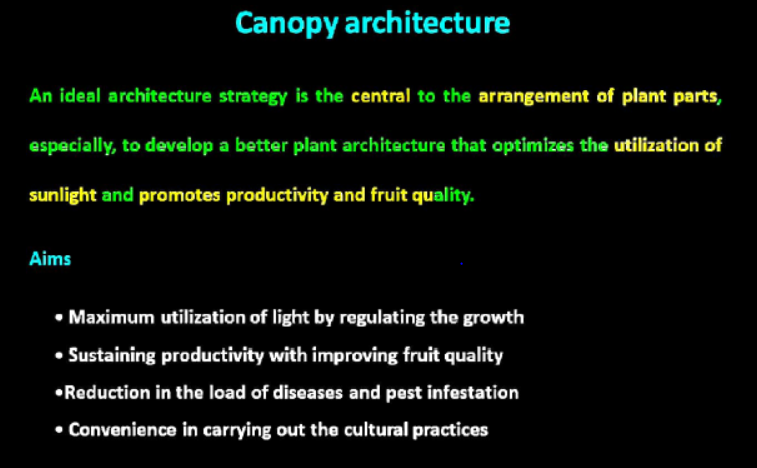 Canopy architecture
An ideal architecture strategy is the central to the arrangement of plant parts,
especially, to develop a better plant architecture that optimizes the utilization of
sunlight and promotes productivity and fruit quality.
Aims
• Maximum utilization of light by regulating the growth
• Sustaining productivity with improving fruit quality
•Reduction in the load of diseases and pest infestation
• Convenience in carrying out the cultural practices